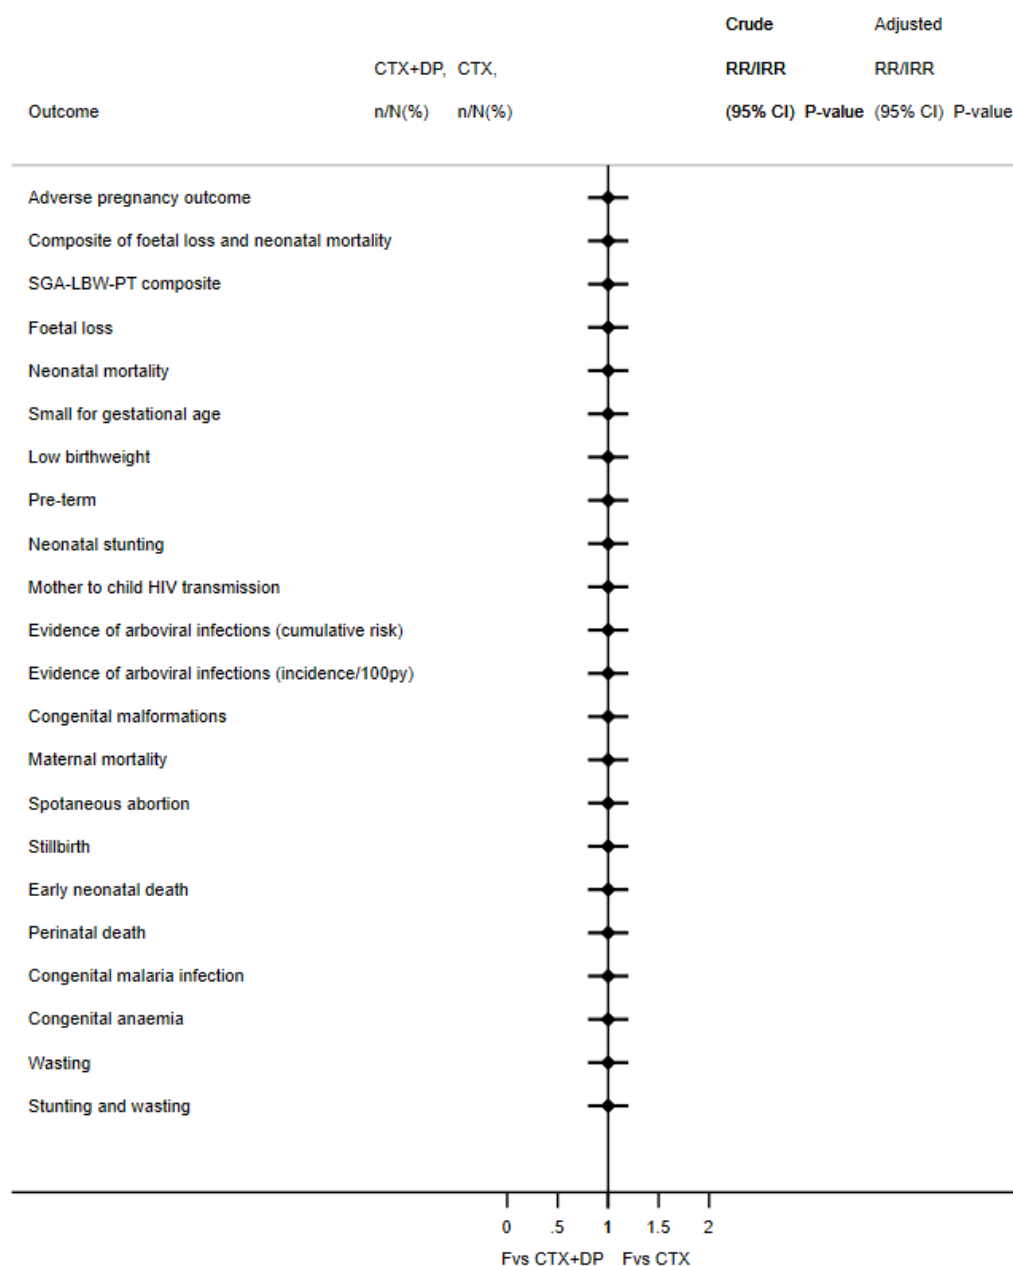 Crude Adjusted
CTX+DP, CTX, RR/IRR RR/IRR
Outcome n/N(%) n/N(%) (95% CI) P-value (95% CI) P-value
Adverse pregnancy outcome
Composite of foetal loss and neonatal mortality
SGA-LBW-PT composite
Foetal loss
Neonatal mortality
Small for gestational age
Low birthweight
Pre-term
Neonatal stunting
Mother to child HIV transmission
Evidence of arboviral infections (cumulative risk)
Evidence of arboviral infections (incidence/100py)
Congenital malformations
Maternal mortality
Spotaneous abortion
Stillbirth
Early neonatal death
Perinatal death
Congenital malaria infection
Congenital anaemia
Wasting
Stunting and wasting
0 .5 1 1.5 2
Fvs CTX+DP Fvs CTX